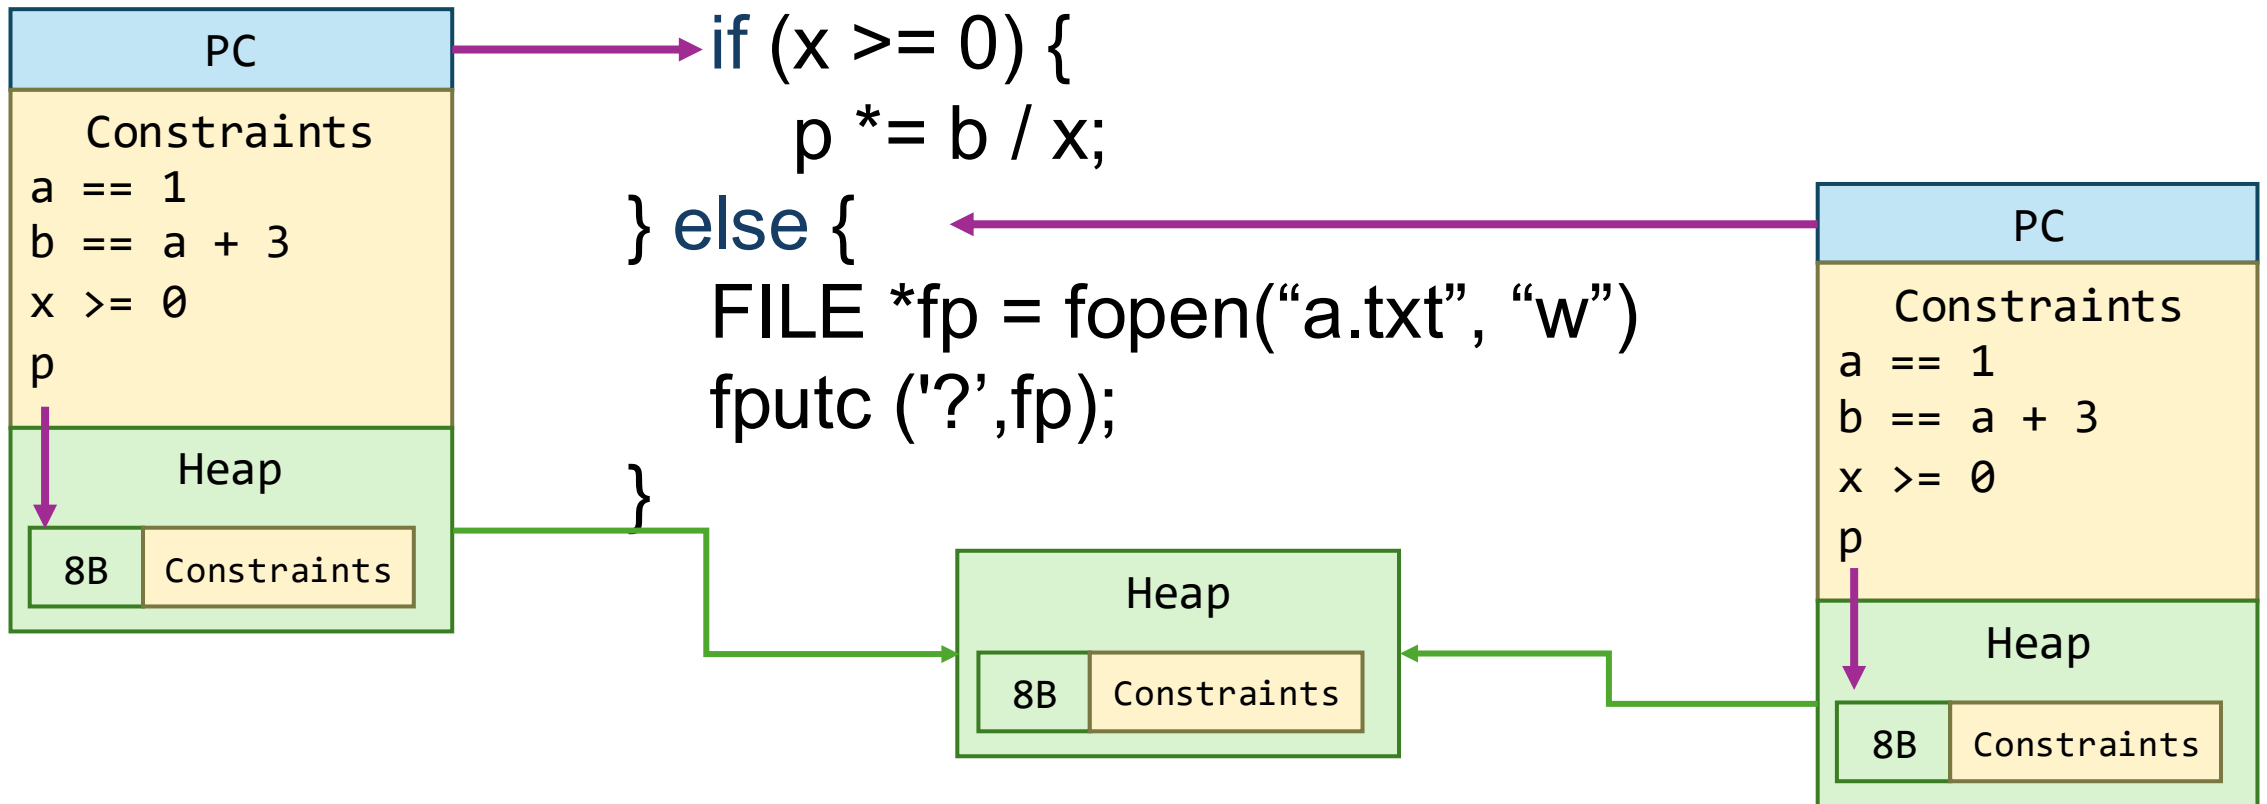 PC
Constraints
a == 1
b == a + 3
x >= 0
p
Heap
8B Constraints
if (x >= 0) {
p *= b / x;
} else {
FILE *fp = fopen(“a.txt”, “w”)
fputc ('?’,fp);
}
Heap
8B Constraints
PC
Constraints
a == 1
b == a + 3
x >= 0
p
Heap
8B Constraints